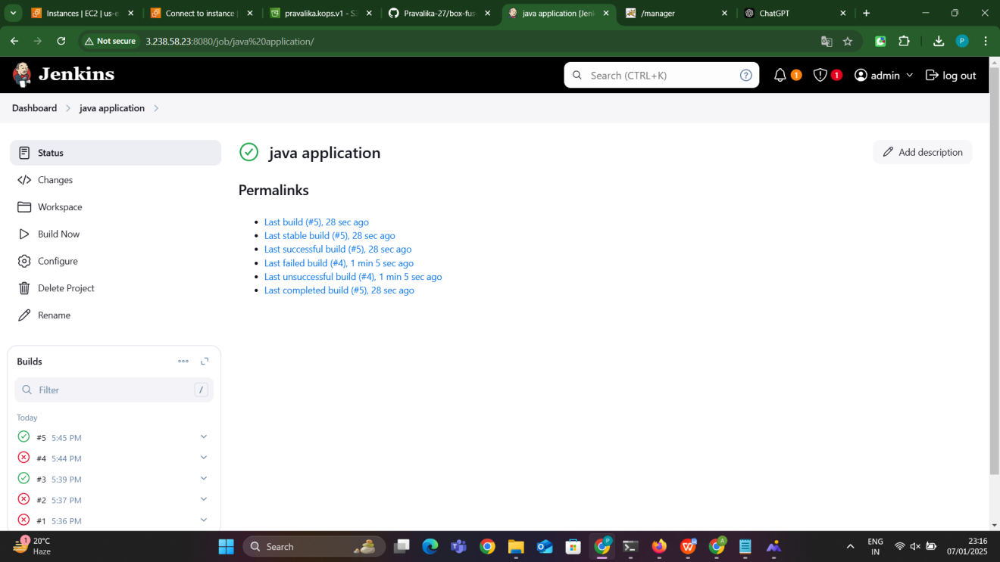 Instances | EC2 | us-e
Connect to instance |
pravalika.kops.v1 - S3
Pravalika-27/box-fus
java application [Jenk
/manager
ChatGPT
Not secure
3.238.58.23:8080/job/java%20application/
P
Jenkins
Search (CTRL+K)
?
1
1
admin
log out
Dashboard
java application
Status
Changes
Workspace
Build Now
Configure
Delete Project
Rename
java application
Add description
Permalinks
Last build (#5), 28 sec ago
Last stable build (#5), 28 sec ago
Last successful build (#5), 28 sec ago
Last failed build (#4), 1 min 5 sec ago
Last unsuccessful build (#4), 1 min 5 sec ago
Last completed build (#5), 28 sec ago
Builds
Filter
/
Today
#5 5:45 PM
#4 5:44 PM
#3 5:39 PM
#2 5:37 PM
#1 5:36 PM
1
20°C
Haze
Search
P
A
ENG
IN
23:16
07/01/2025